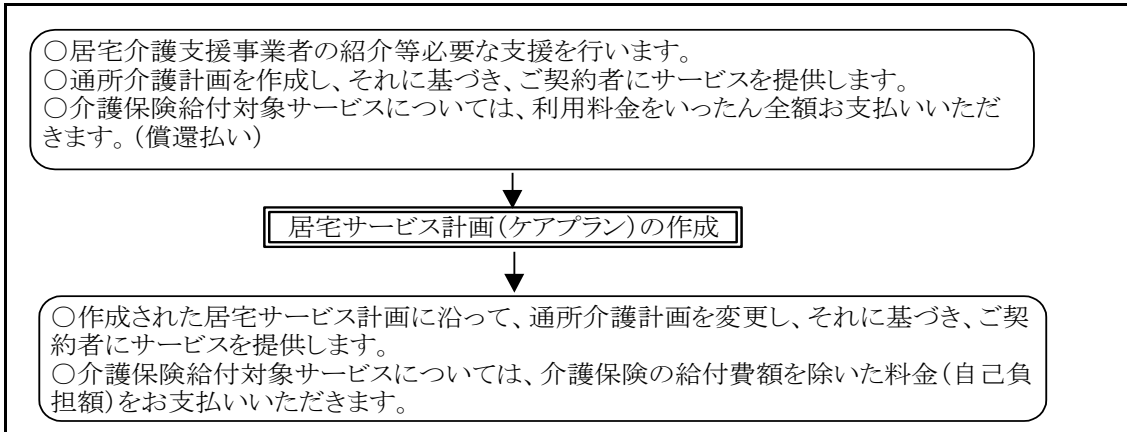 ○居宅介護支援事業者の紹介等必要な支援を行います。
○通所介護計画を作成し、それに基づき、ご契約者にサービスを提供します。
○介護保険給付対象サービスについては、利用料金をいったん全額お支払いいただ
きます。(償還払い)
居宅サービス計画(ケアプラン)の作成
○作成された居宅サービス計画に沿って、通所介護計画を変更し、それに基づき、ご契
約者にサービスを提供します。
○介護保険給付対象サービスについては、介護保険の給付費額を除いた料金(自己負
担額)をお支払いいただきます。